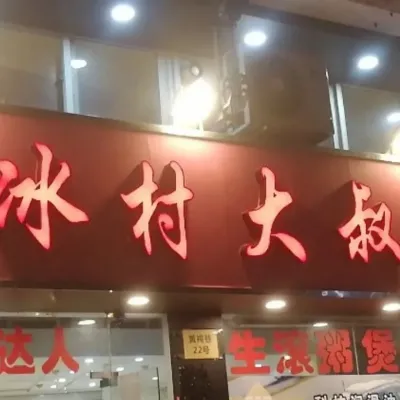 冰村大叔
达人
生滚粥煲
22号